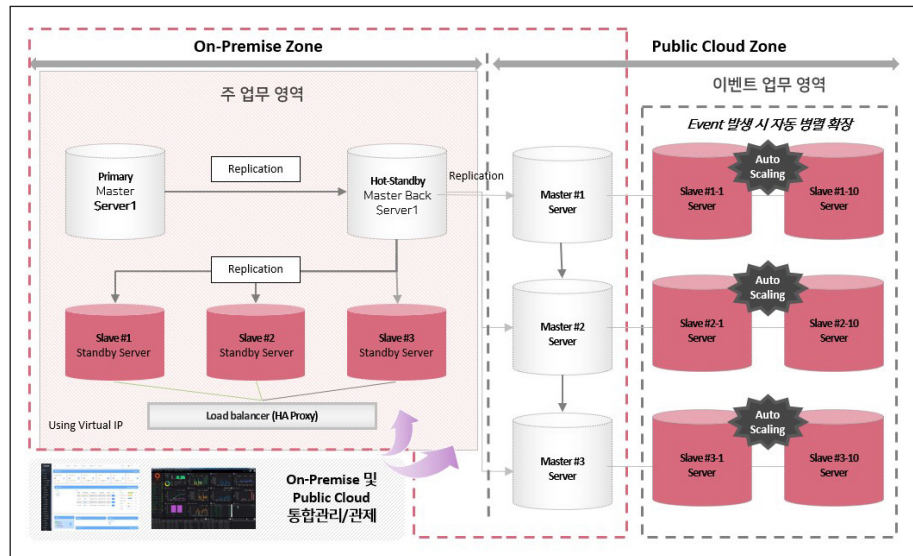 On-Premise Zone
Public Cloud Zone
주 업무 영역
이벤트 업무 영역
Event 발생 시 자동 병렬 확장
Primary
Master
Server1
Replication
Hot-Standby
Master Back
Server1
Replication
Master #1
Server
Slave #1-1
Server
Auto
Scaling
Slave #1-10
Server
Replication
Slave #1
Standby Server
Slave #2
Standby Server
Slave #3
Standby Server
Master #2
Server
Slave #2-1
Server
Auto
Scaling
Slave #2-10
Server
Load balancer (HA Proxy)
Using Virtual IP
Master #3
Server
Slave #3-1
Server
Auto
Scaling
Slave #3-10
Server
On-Premise 및
Public Cloud
통합관리/관제